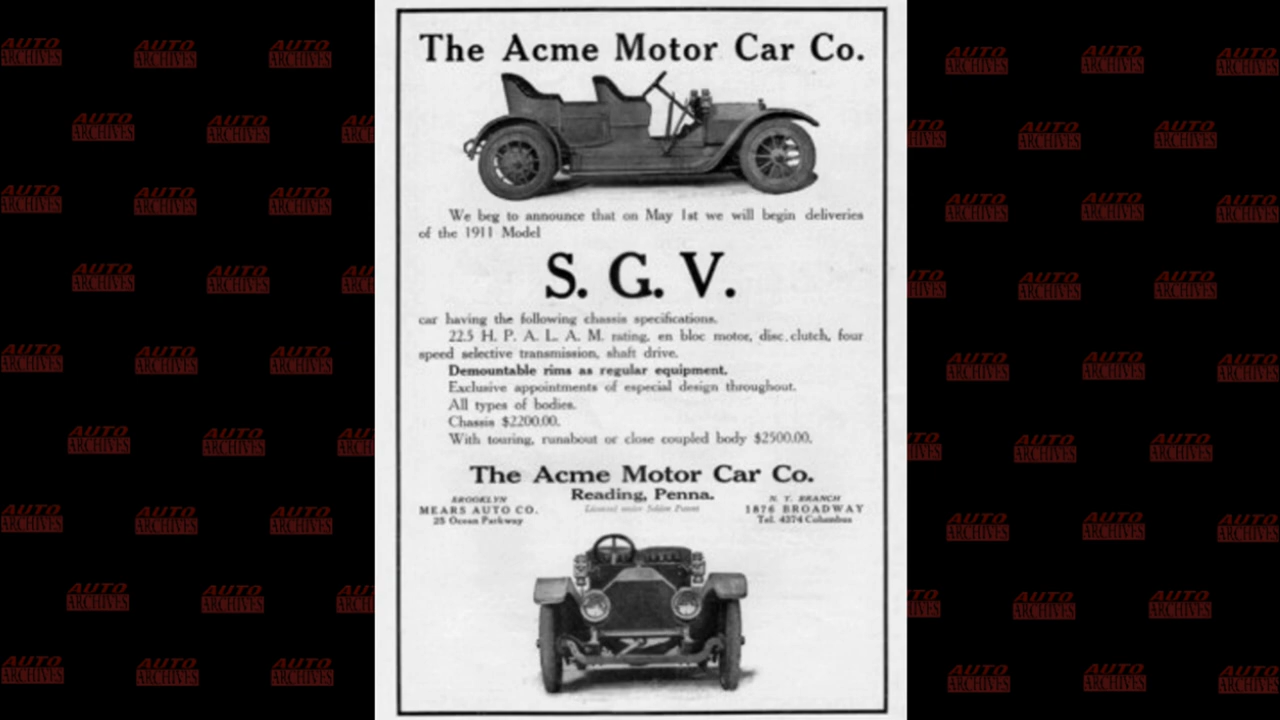 The Acme Motor Car Co.
We beg to announce that on May 1st we will begin deliveries
of the 1911 Model
S. G. V.
car having the following chassis specifications.
22.5 H. P. A. L. A. M. rating, en bloc motor, disc clutch, four
speed selective transmission, shaft drive.
Demountable rims as regular equipment.
Exclusive appointments of especial design throughout.
All types of bodies.
Chassis $2200.00.
With touring, runabout or close coupled body $2500.00.
The Acme Motor Car Co.
Reading, Penna.
Licensed under Selden Patent
BROOKLYN
MEARS AUTO CO.
25 Ocean Parkway
N. Y. BRANCH
1876 BROADWAY
Tel. 4374 Columbus
AUTO
ARCHIVES